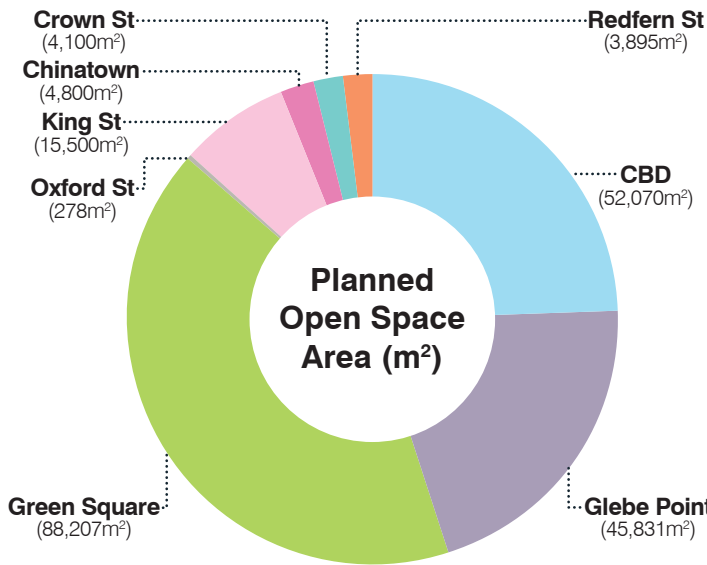 Crown St
(4,100m²)
Redfern St
(3,895m²)
Chinatown
(4,800m²)
King St
(15,500m²)
Oxford St
(278m²)
CBD
(52,070m²)
Planned
Open Space
Area (m²)
Green Square
(88,207m²)
Glebe Point
(45,831m²)